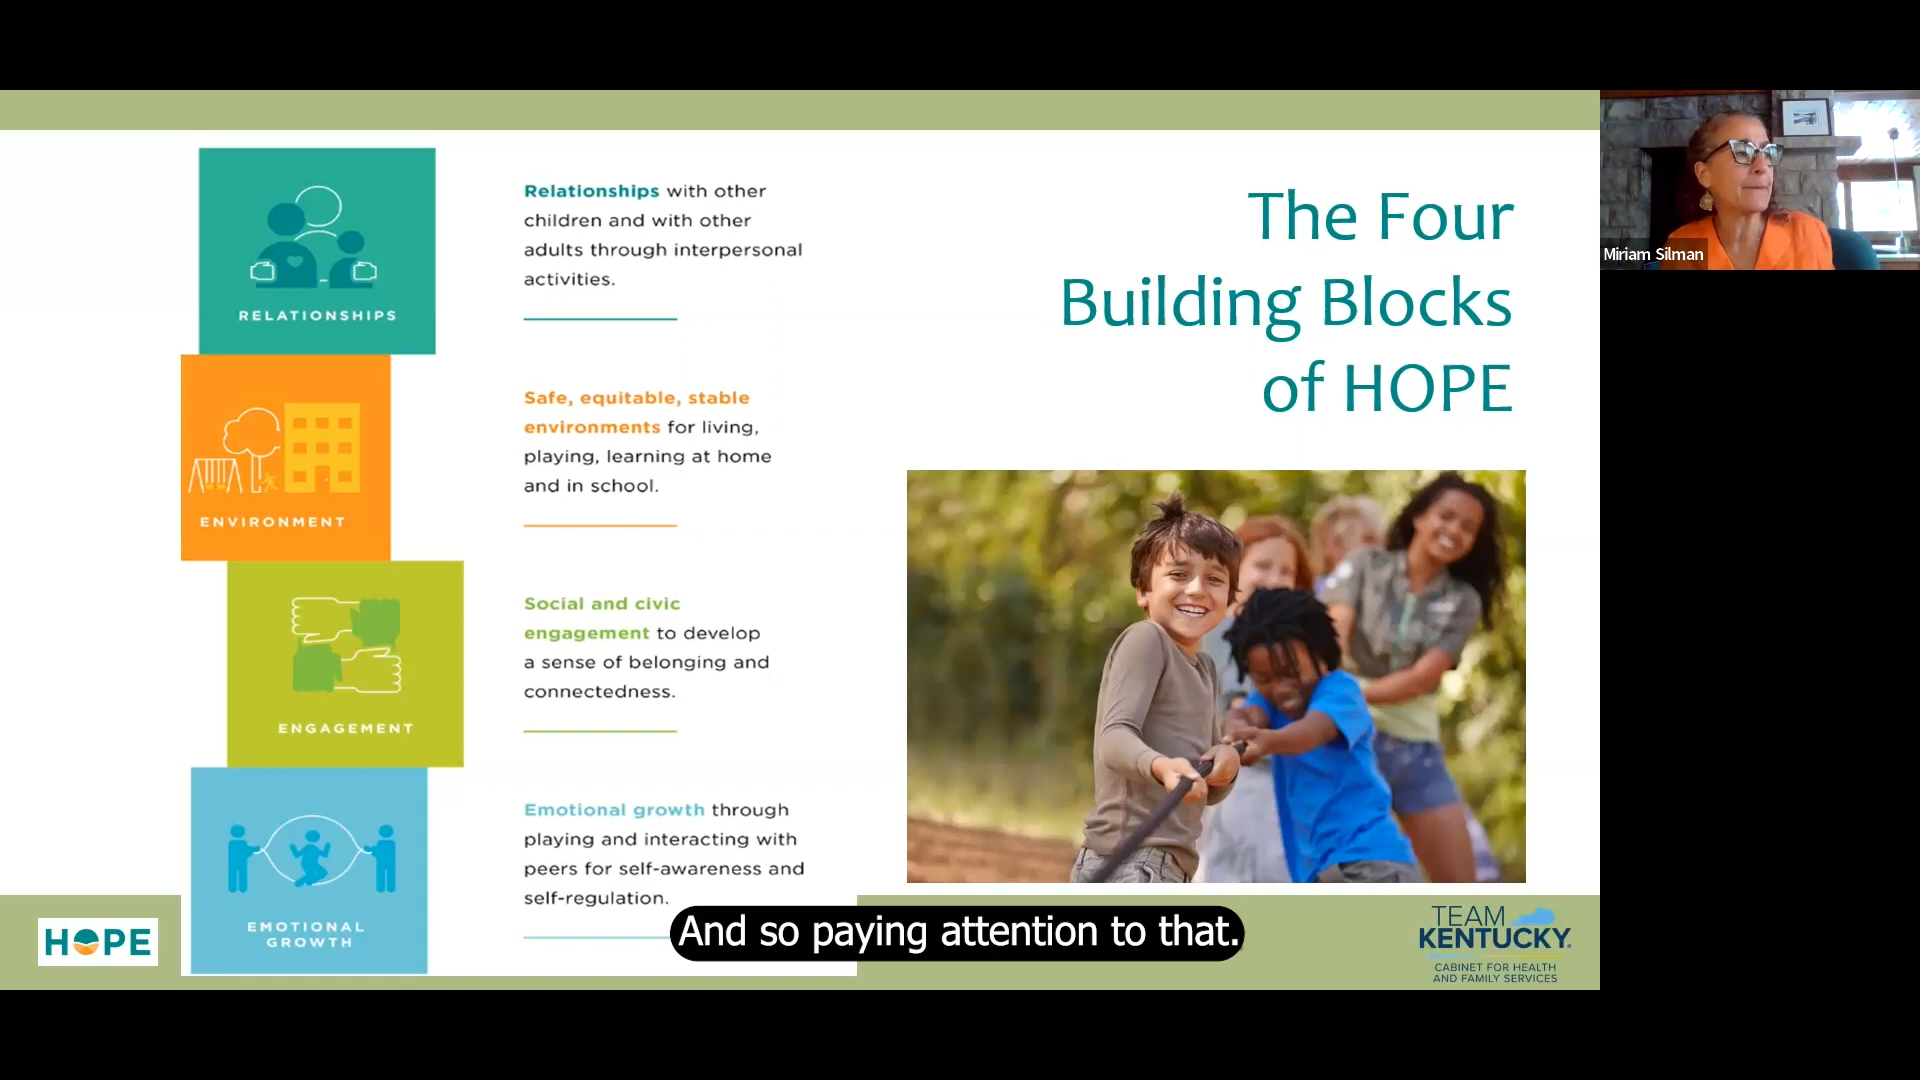 RELATIONSHIPS
Relationships with other
children and with other
adults through interpersonal
activities.
ENVIRONMENT
Safe, equitable, stable
environments for living,
playing, learning at home
and in school.
ENGAGEMENT
Social and civic
engagement to develop
a sense of belonging and
connectedness.
EMOTIONAL
GROWTH
Emotional growth through
playing and interacting with
peers for self-awareness and
self-regulation.
The Four
Building Blocks
of HOPE
Miriam Silman
HOPE
And so paying attention to that.
TEAM
KENTUCKY.
CABINET FOR HEALTH
AND FAMILY SERVICES